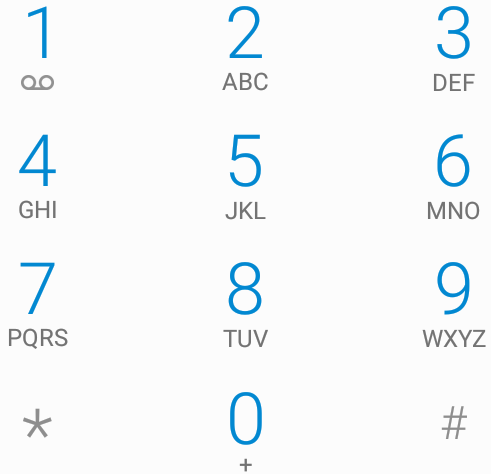 1 2 3
ABC DEF
4 5 6
GHI JKL MNO
7 8 9
PQRS TUV WXYZ
* 0 #
+